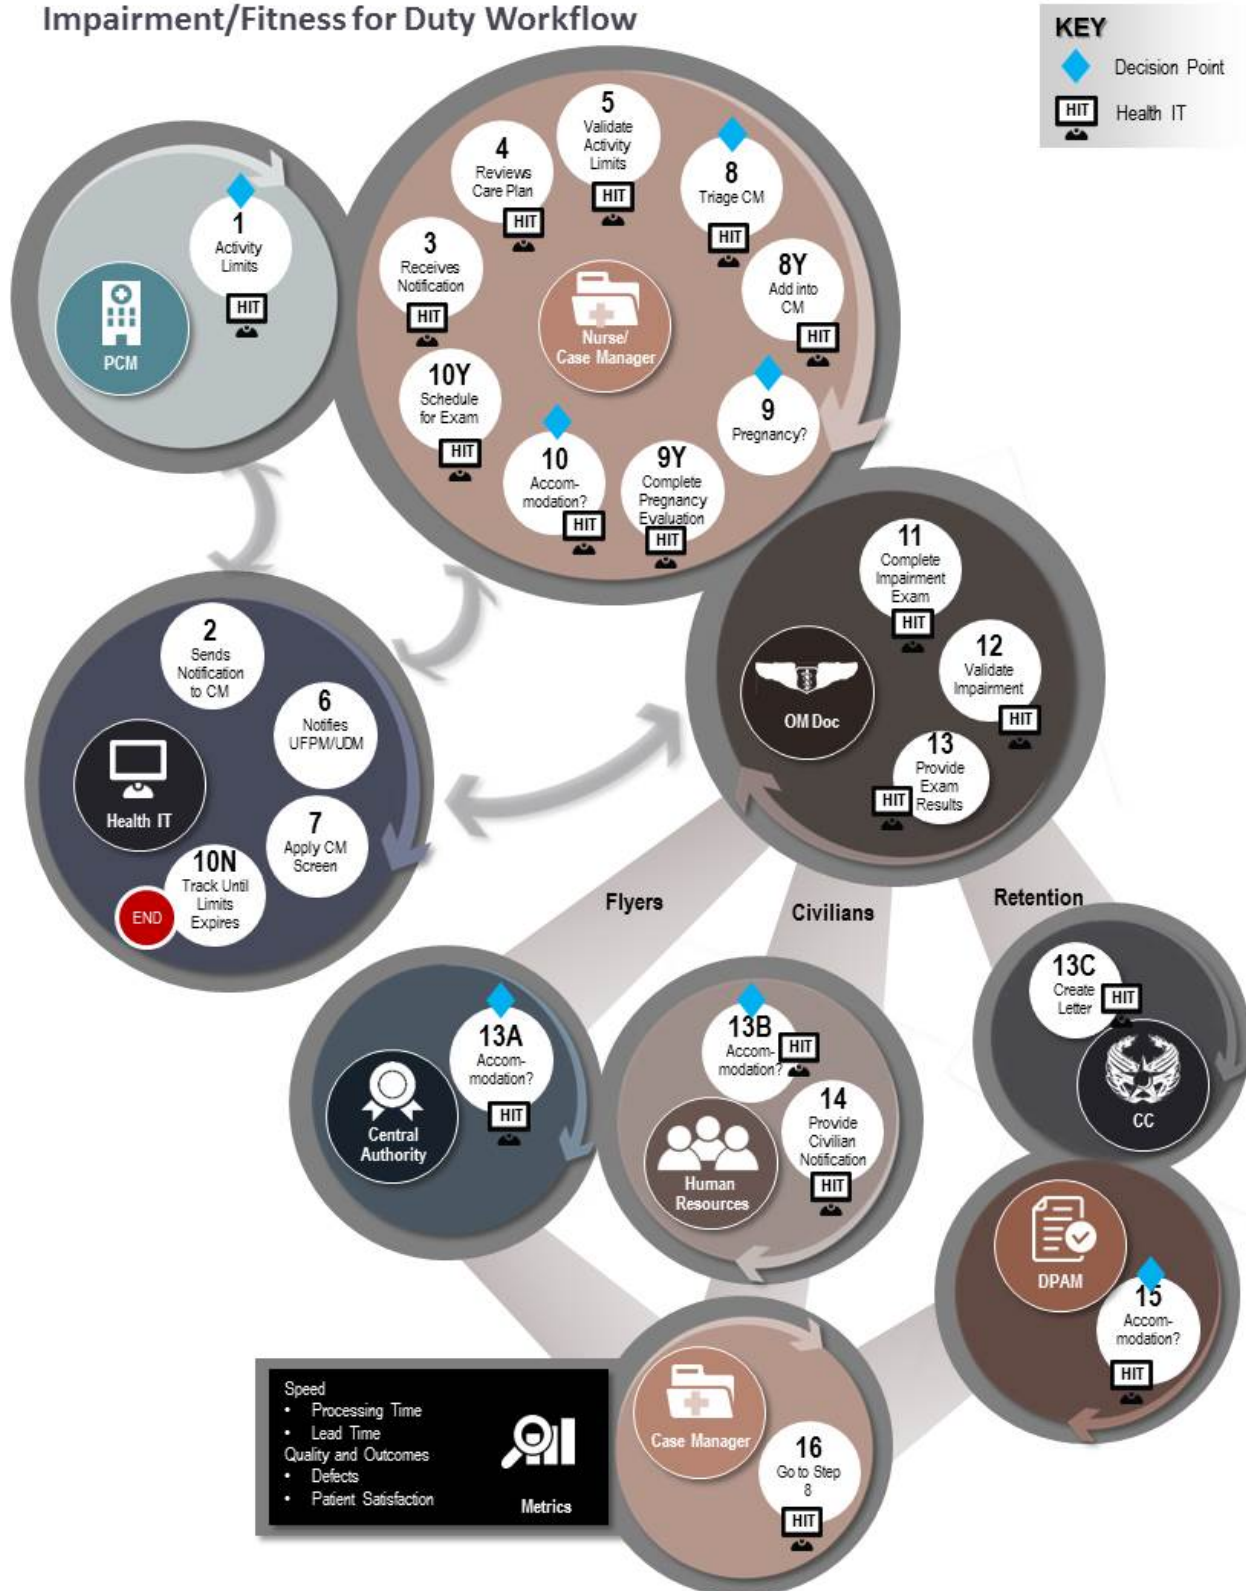 Impairment/Fitness for Duty Workflow
KEY
Decision Point
HIT
Health IT
1
Activity
Limits
HIT
PCM
3
Receives
Notification
HIT
4
Reviews
Care Plan
HIT
5
Validate
Activity
Limits
HIT
8
Triage CM
HIT
8Y
Add into
CM
HIT
9
Pregnancy?
9Y
Complete
Pregnancy
Evaluation
HIT
10
Accom-
modation?
HIT
10Y
Schedule
for Exam
HIT
Nurse/
Case Manager
2
Sends
Notification
to CM
6
Notifies
UFPM/UDM
7
Apply CM
Screen
10N
Track Until
Limits
Expires
END
Health IT
11
Complete
Impairment
Exam
HIT
12
Validate
Impairment
HIT
13
Provide
Exam
Results
HIT
OM Doc
Flyers
Civilians
Retention
13A
Accom-
modation?
HIT
Central
Authority
13B
Accom-
modation?
HIT
14
Provide
Civilian
Notification
HIT
Human
Resources
13C
Create
Letter
HIT
CC
DPAM
15
Accom-
modation?
HIT
Speed
• Processing Time
• Lead Time
Quality and Outcomes
• Defects
• Patient Satisfaction
Metrics
Case Manager
16
Go to Step
8
HIT